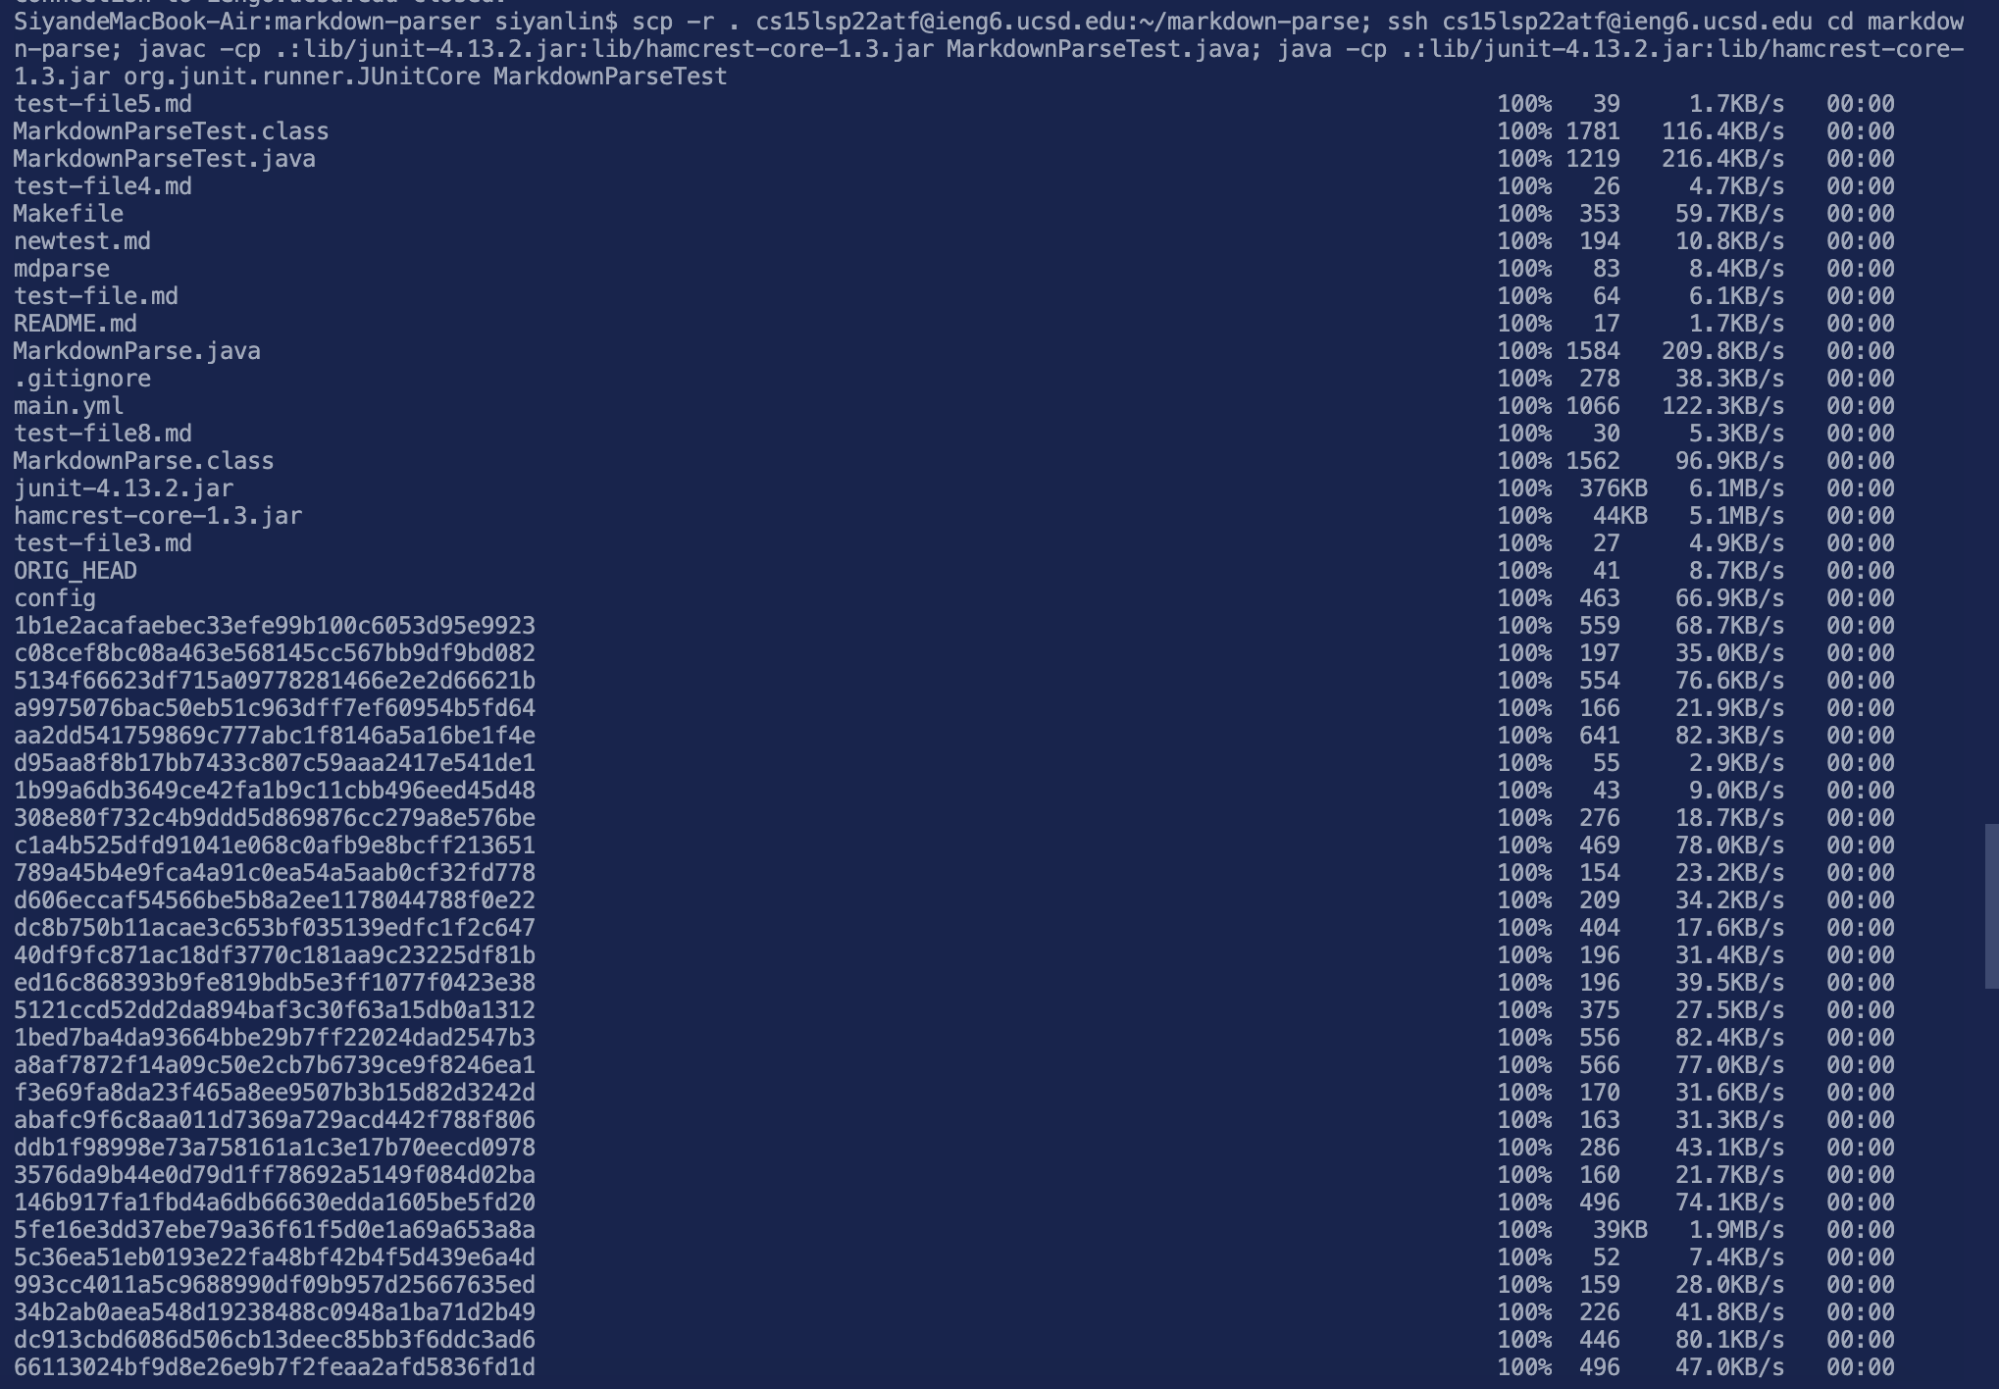 SiyandeMacBook-Air:markdown-parser siyanlin$ scp -r . cs15lsp22atf@ieng6.ucsd.edu:~/markdown-parse; ssh cs15lsp22atf@ieng6.ucsd.edu cd markdow
n-parse; javac -cp .:lib/junit-4.13.2.jar:lib/hamcrest-core-1.3.jar MarkdownParseTest.java; java -cp .:lib/junit-4.13.2.jar:lib/hamcrest-core-
1.3.jar org.junit.runner.JUnitCore MarkdownParseTest
test-file5.md 100% 39 1.7KB/s 00:00
MarkdownParseTest.class 100% 1781 116.4KB/s 00:00
MarkdownParseTest.java 100% 1219 216.4KB/s 00:00
test-file4.md 100% 26 4.7KB/s 00:00
Makefile 100% 353 59.7KB/s 00:00
newtest.md 100% 194 10.8KB/s 00:00
mdparse 100% 83 8.4KB/s 00:00
test-file.md 100% 64 6.1KB/s 00:00
README.md 100% 17 1.7KB/s 00:00
MarkdownParse.java 100% 1584 209.8KB/s 00:00
.gitignore 100% 278 38.3KB/s 00:00
main.yml 100% 1066 122.3KB/s 00:00
test-file8.md 100% 30 5.3KB/s 00:00
MarkdownParse.class 100% 1562 96.9KB/s 00:00
junit-4.13.2.jar 100% 376KB 6.1MB/s 00:00
hamcrest-core-1.3.jar 100% 44KB 5.1MB/s 00:00
test-file3.md 100% 27 4.9KB/s 00:00
ORIG_HEAD 100% 41 8.7KB/s 00:00
config 100% 463 66.9KB/s 00:00
1b1e2acafaebec33efe99b100c6053d95e9923 100% 559 68.7KB/s 00:00
c08cef8bc08a463e568145cc567bb9df9bd082 100% 197 35.0KB/s 00:00
5134f66623df715a09778281466e2e2d66621b 100% 554 76.6KB/s 00:00
a9975076bac50eb51c963dff7ef60954b5fd64 100% 166 21.9KB/s 00:00
aa2dd541759869c777abc1f8146a5a16be1f4e 100% 641 82.3KB/s 00:00
d95aa8f8b17bb7433c807c59aaa2417e541de1 100% 55 2.9KB/s 00:00
1b99a6db3649ce42fa1b9c11cbb496eed45d48 100% 43 9.0KB/s 00:00
308e80f732c4b9ddd5d869876cc279a8e576be 100% 276 18.7KB/s 00:00
c1a4b525dfd91041e068c0afb9e8bcff213651 100% 469 78.0KB/s 00:00
789a45b4e9fca4a91c0ea54a5aab0cf32fd778 100% 154 23.2KB/s 00:00
d606eccaf54566be5b8a2ee1178044788f0e22 100% 209 34.2KB/s 00:00
dc8b750b11acae3c653bf035139edfc1f2c647 100% 404 17.6KB/s 00:00
40df9fc871ac18df3770c181aa9c23225df81b 100% 196 31.4KB/s 00:00
ed16c868393b9fe819bdb5e3ff1077f0423e38 100% 196 39.5KB/s 00:00
5121ccd52dd2da894baf3c30f63a15db0a1312 100% 375 27.5KB/s 00:00
1bed7ba4da93664bbe29b7ff22024dad2547b3 100% 556 82.4KB/s 00:00
a8af7872f14a09c50e2cb7b6739ce9f8246ea1 100% 566 77.0KB/s 00:00
f3e69fa8da23f465a8ee9507b3b15d82d3242d 100% 170 31.6KB/s 00:00
abafc9f6c8aa011d7369a729acd442f788f806 100% 163 31.3KB/s 00:00
ddb1f98998e73a758161a1c3e17b70eecd0978 100% 286 43.1KB/s 00:00
3576da9b44e0d79d1ff78692a5149f084d02ba 100% 160 21.7KB/s 00:00
146b917fa1fbd4a6db66630edda1605be5fd20 100% 496 74.1KB/s 00:00
5fe16e3dd37ebe79a36f61f5d0e1a69a653a8a 100% 39KB 1.9MB/s 00:00
5c36ea51eb0193e22fa48bf42b4f5d439e6a4d 100% 52 7.4KB/s 00:00
993cc4011a5c9688990df09b957d25667635ed 100% 159 28.0KB/s 00:00
34b2ab0aea548d19238488c0948a1ba71d2b49 100% 226 41.8KB/s 00:00
dc913cbd6086d506cb13deec85bb3f6ddc3ad6 100% 446 80.1KB/s 00:00
66113024bf9d8e26e9b7f2feaa2afd5836fd1d 100% 496 47.0KB/s 00:00